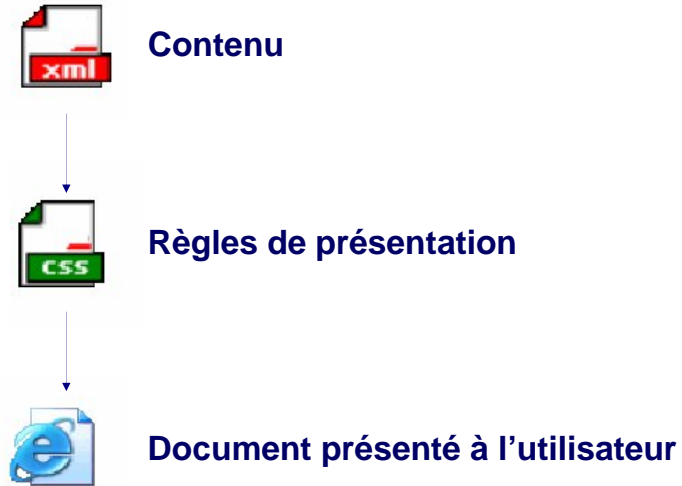 xml
Contenu
css
Règles de présentation
Document présenté à l’utilisateur